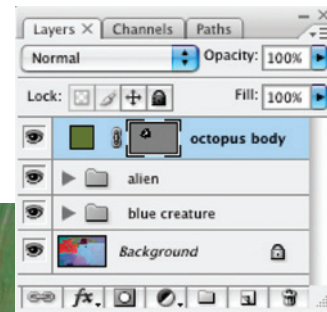 Layers × Channels Paths
Normal Opacity: 100%
Lock: Fill: 100%
octopus body
alien
blue creature
Background
fx.